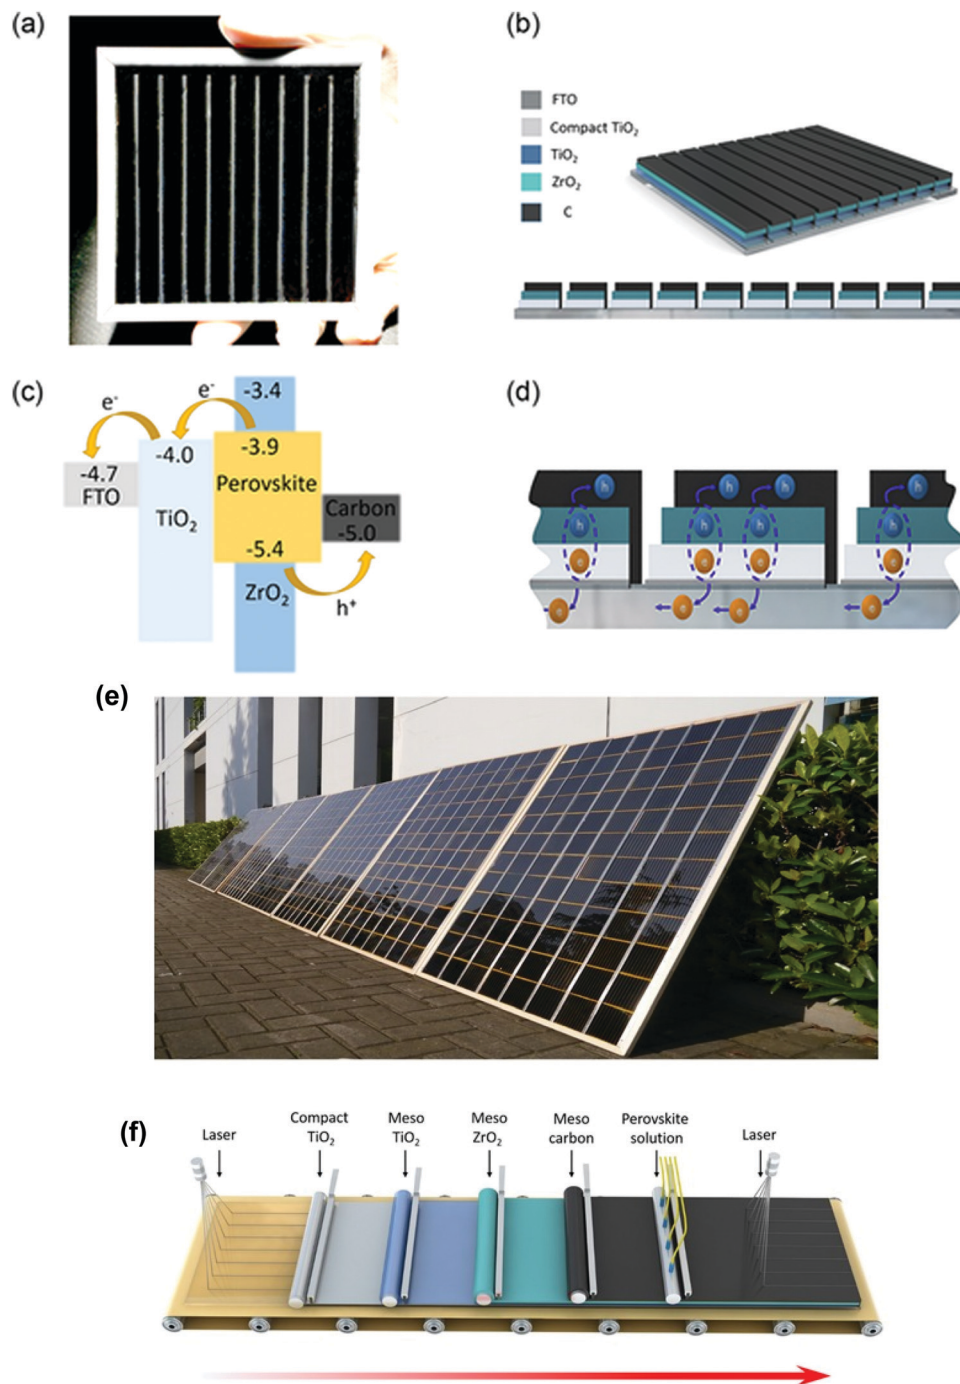 (a)
(b)
FTO
Compact TiO₂
TiO₂
ZrO₂
C
(c)
e⁻
e⁻
-3.4
-4.7
FTO
-4.0
TiO₂
-3.9
Perovskite
-5.4
ZrO₂
Carbon
-5.0
h⁺
(d)
h
h
h
h
h
h
h
h
e
e
e
e
e
e
e
e
(e)
(f)
Laser
Compact
TiO₂
Meso
TiO₂
Meso
ZrO₂
Meso
carbon
Perovskite
solution
Laser